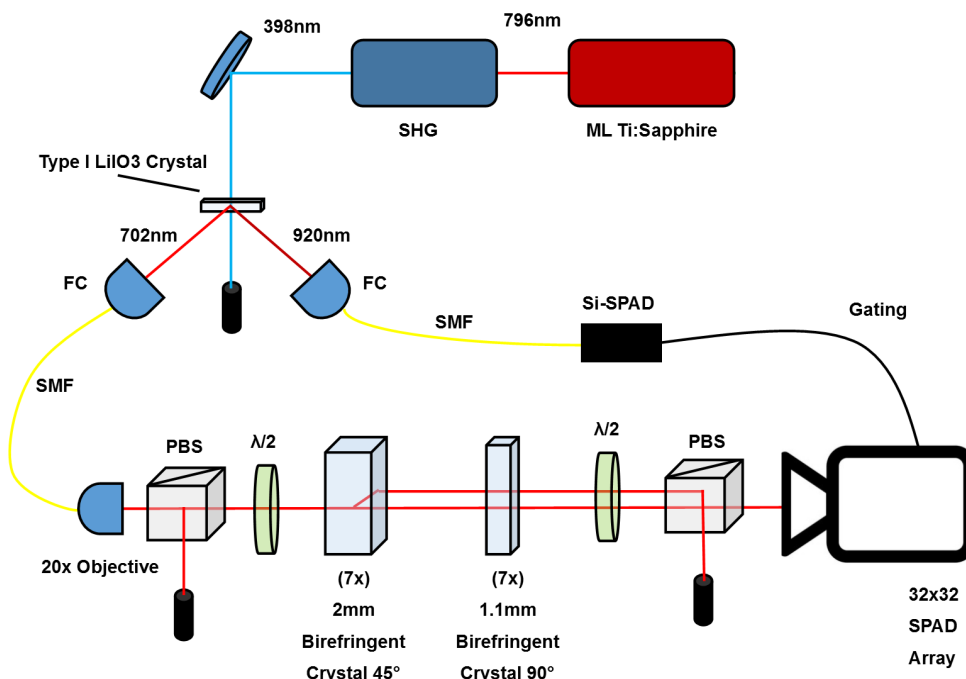 398nm
796nm
SHG
ML Ti:Sapphire
Type I LiIO3 Crystal
702nm
920nm
FC
FC
Si-SPAD
Gating
SMF
SMF
PBS
λ/2
λ/2
PBS
20x Objective
(7x)
2mm
Birefringent
Crystal 45°
(7x)
1.1mm
Birefringent
Crystal 90°
32x32
SPAD
Array